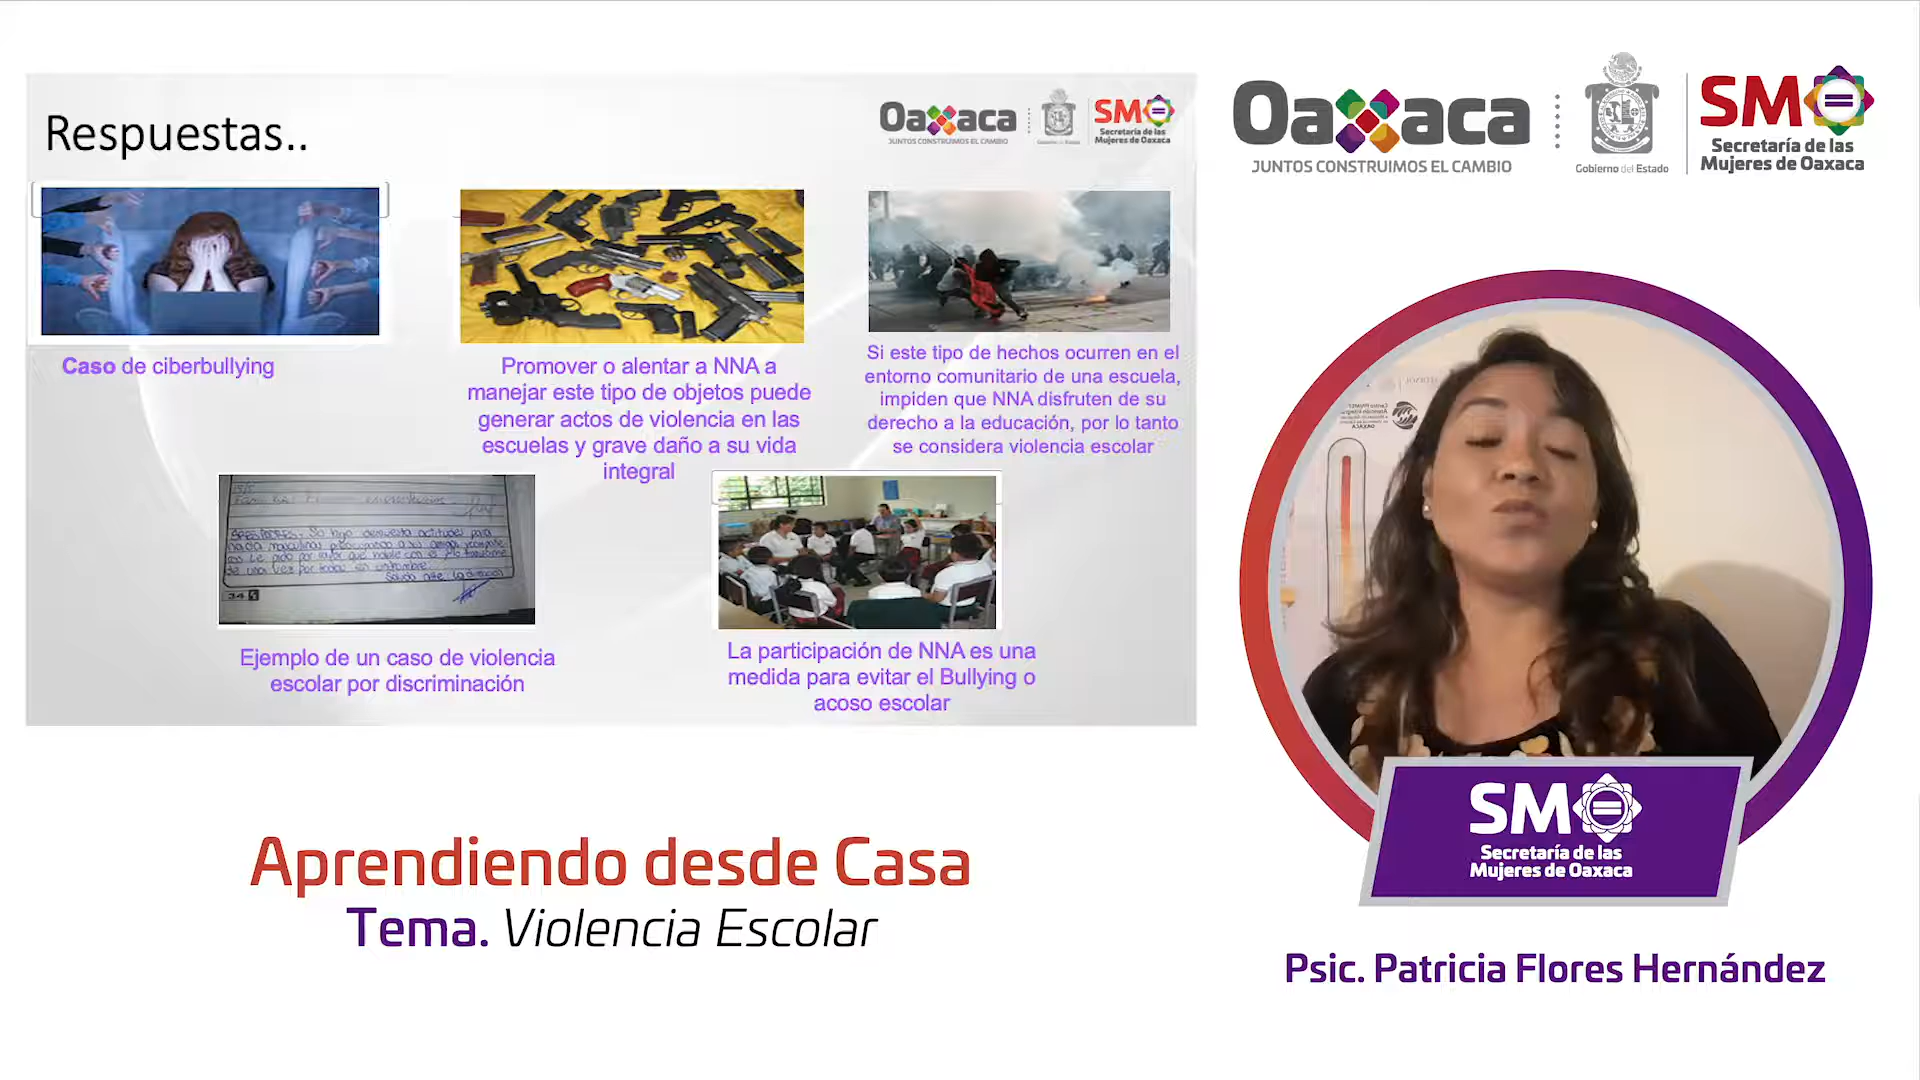 Respuestas..
Oaxaca
JUNTOS CONSTRUIMOS EL CAMBIO
Gobierno del Estado
SM
Secretaría de las
Mujeres de Oaxaca
Caso de ciberbullying
Promover o alentar a NNA a
manejar este tipo de objetos puede
generar actos de violencia en las
escuelas y grave daño a su vida
integral
Si este tipo de hechos ocurren en el
entorno comunitario de una escuela,
impiden que NNA disfruten de su
derecho a la educación, por lo tanto
se considera violencia escolar
Ejemplo de un caso de violencia
escolar por discriminación
La participación de NNA es una
medida para evitar el Bullying o
acoso escolar
Oaxaca
JUNTOS CONSTRUIMOS EL CAMBIO
Gobierno del Estado
SM
Secretaría de las
Mujeres de Oaxaca
SM
Secretaría de las
Mujeres de Oaxaca
Aprendiendo desde Casa
Tema. Violencia Escolar
Psic. Patricia Flores Hernández